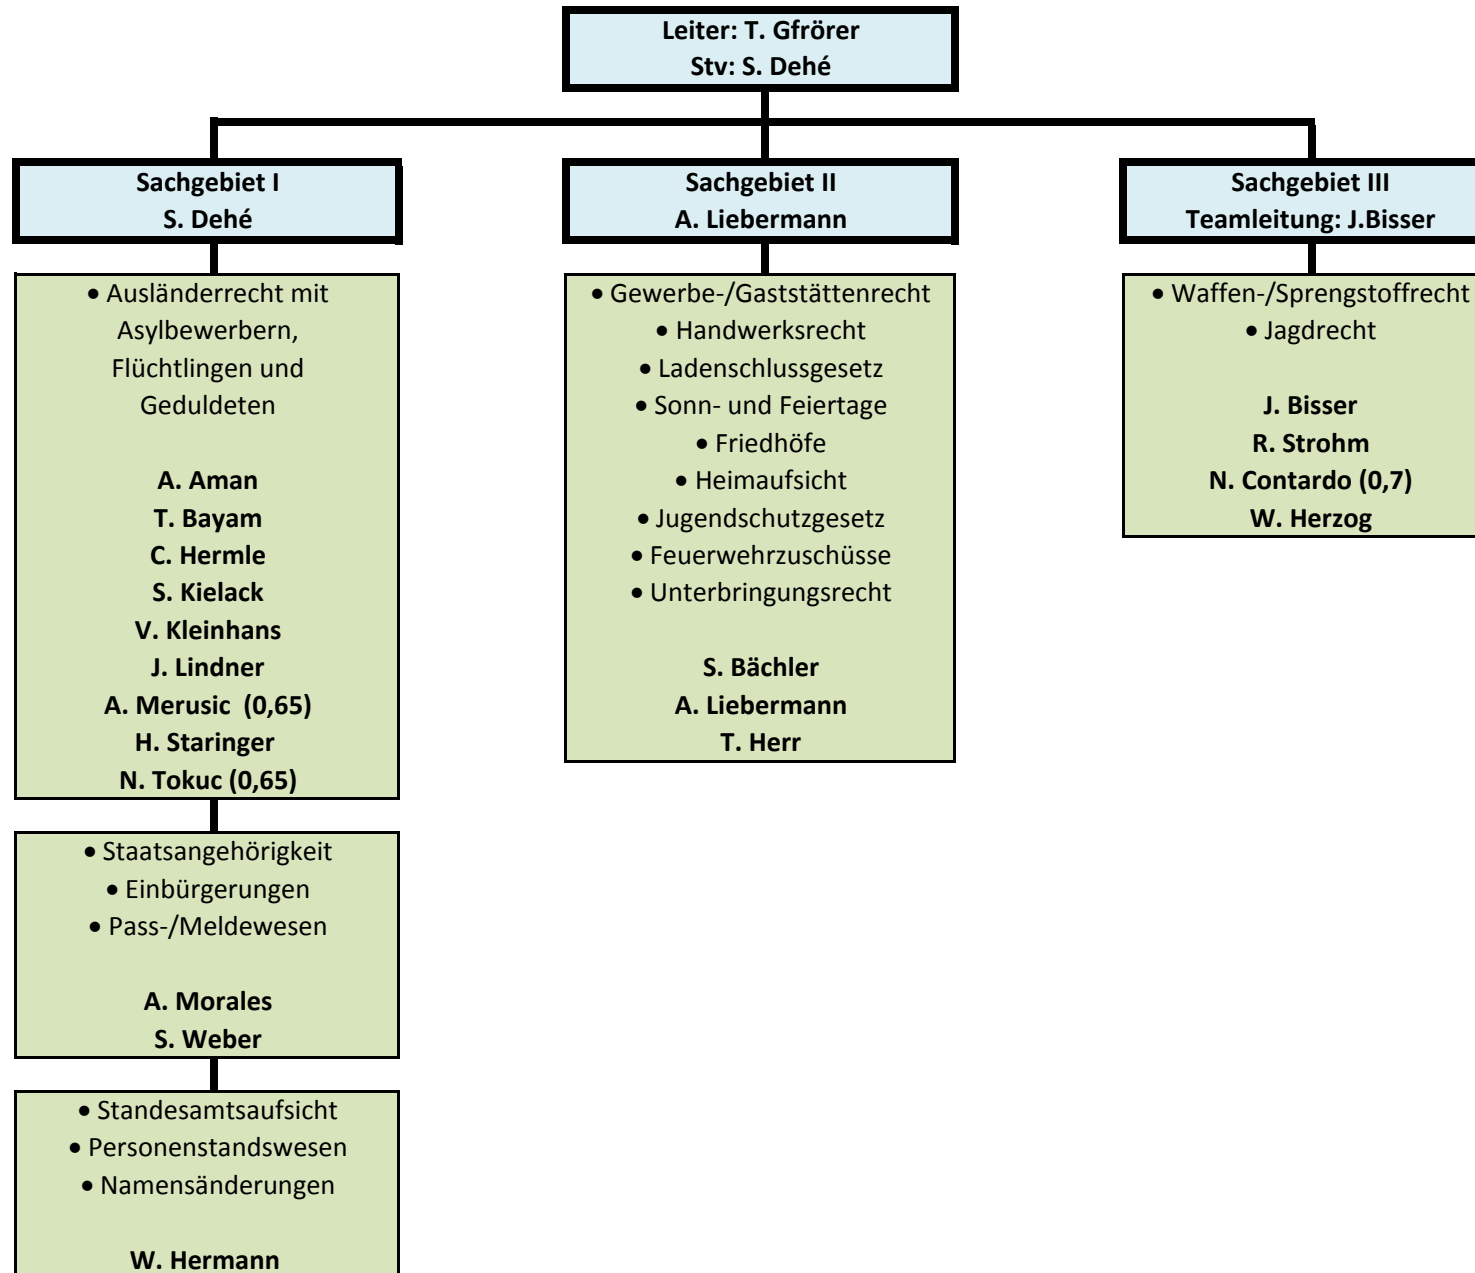 Leiter: T. Gfrörer
Stv: S. Dehé
Sachgebiet I
S. Dehé
• Ausländerrecht mit
Asylbewerbern,
Flüchtlingen und
Geduldeten
A. Aman
T. Bayam
C. Hermle
S. Kielack
V. Kleinhans
J. Lindner
A. Merusic (0,65)
H. Staringer
N. Tokuc (0,65)
• Staatsangehörigkeit
• Einbürgerungen
• Pass-/Meldewesen
A. Morales
S. Weber
• Standesamtsaufsicht
• Personenstandswesen
• Namensänderungen
W. Hermann
Sachgebiet II
A. Liebermann
• Gewerbe-/Gaststättenrecht
• Handwerksrecht
• Ladenschlussgesetz
• Sonn- und Feiertage
• Friedhöfe
• Heimaufsicht
• Jugendschutzgesetz
• Feuerwehrzuschüsse
• Unterbringungsrecht
S. Bächler
A. Liebermann
T. Herr
Sachgebiet III
Teamleitung: J.Bisser
• Waffen-/Sprengstoffrecht
• Jagdrecht
J. Bisser
R. Strohm
N. Contardo (0,7)
W. Herzog